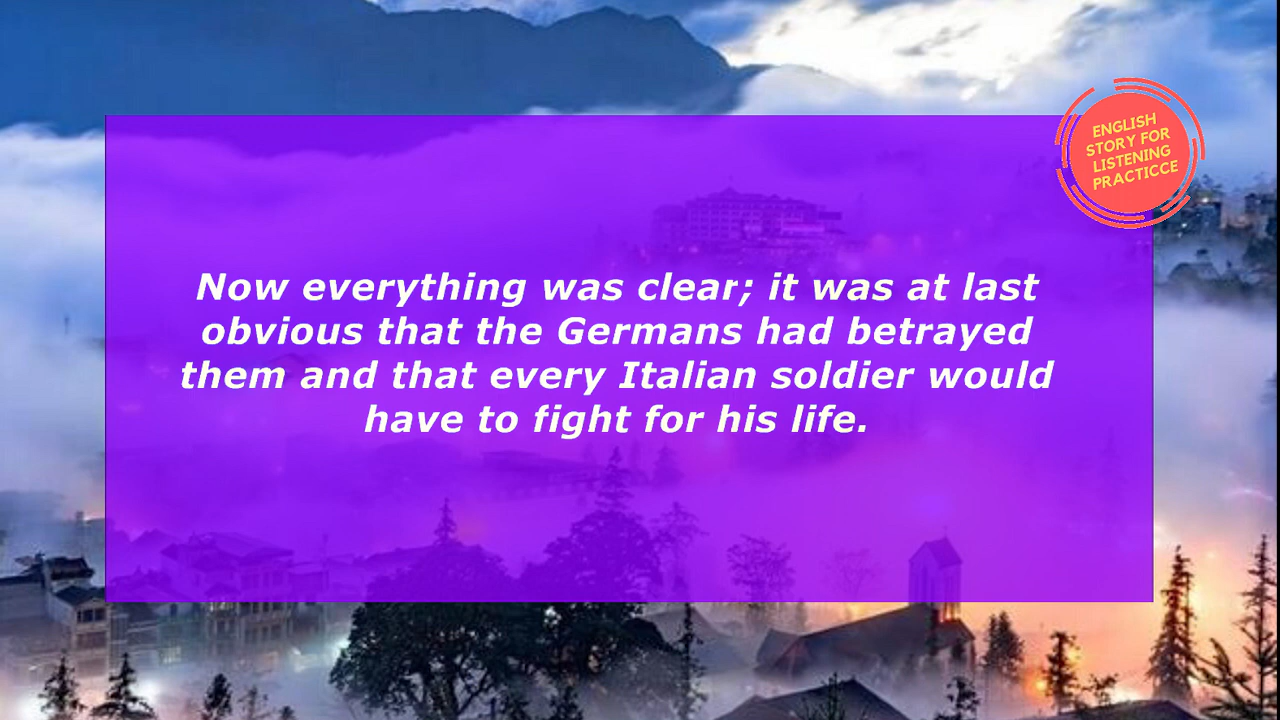 ENGLISH
STORY FOR
LISTENING
PRACTICCE
Now everything was clear; it was at last
obvious that the Germans had betrayed
them and that every Italian soldier would
have to fight for his life.